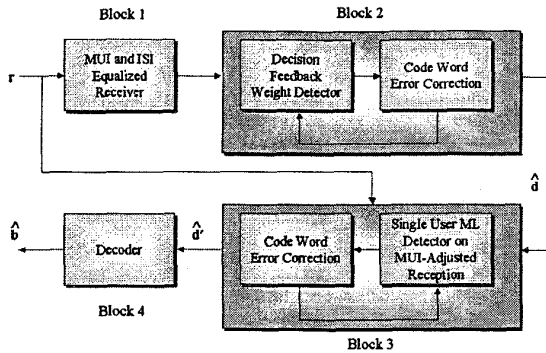 Block 1
Block 2
r
MUI and ISI
Equalized
Receiver
Decision
Feedback
Weight Detector
Code Word
Error Correction
d̂
b̂
Decoder
d̂'
Code Word
Error Correction
Single User ML
Detector on
MUI-Adjusted
Reception
Block 4
Block 3